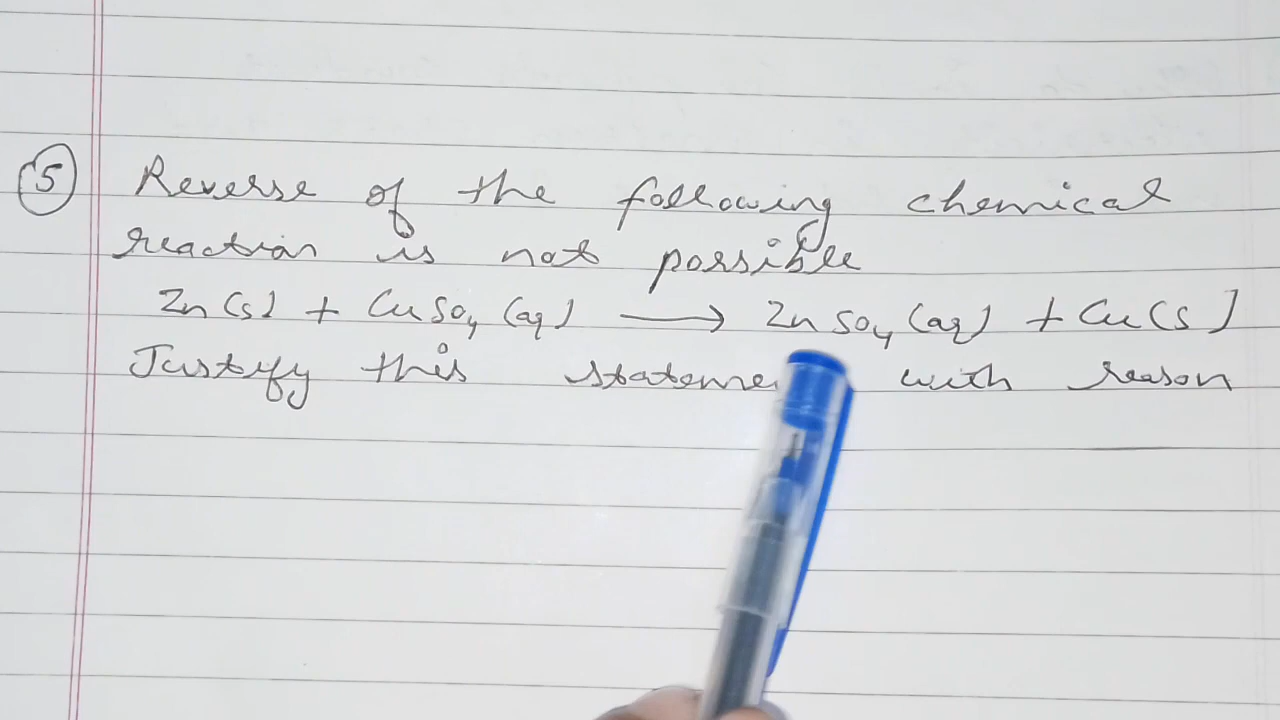 5 Reverse of the following chemical
reaction is not possible
Zn(s) + CuSO4 (aq) → ZnSO4 (aq) + Cu(s)
Justify this with reason